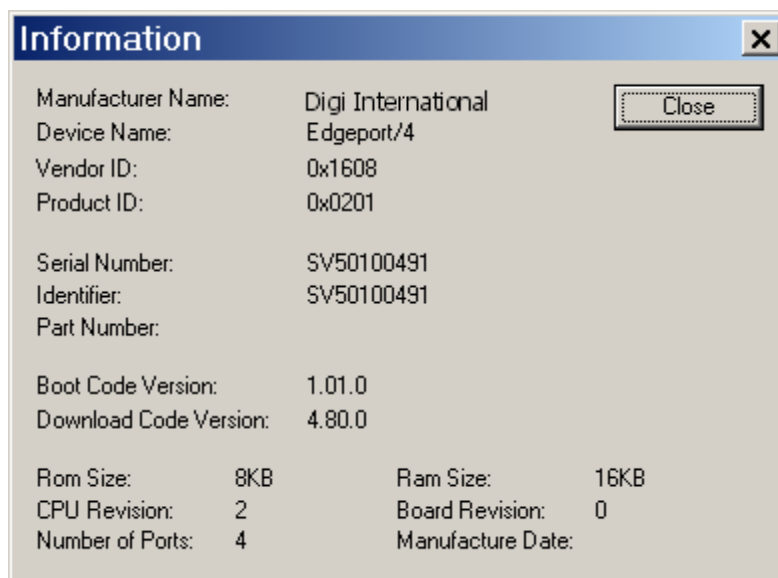 Information
Manufacturer Name: Digi International
Close
Device Name: Edgeport/4
Vendor ID: 0x1608
Product ID: 0x0201
Serial Number: SV50100491
Identifier: SV50100491
Part Number:
Boot Code Version: 1.01.0
Download Code Version: 4.80.0
Rom Size: 8KB Ram Size: 16KB
CPU Revision: 2 Board Revision: 0
Number of Ports: 4 Manufacture Date: